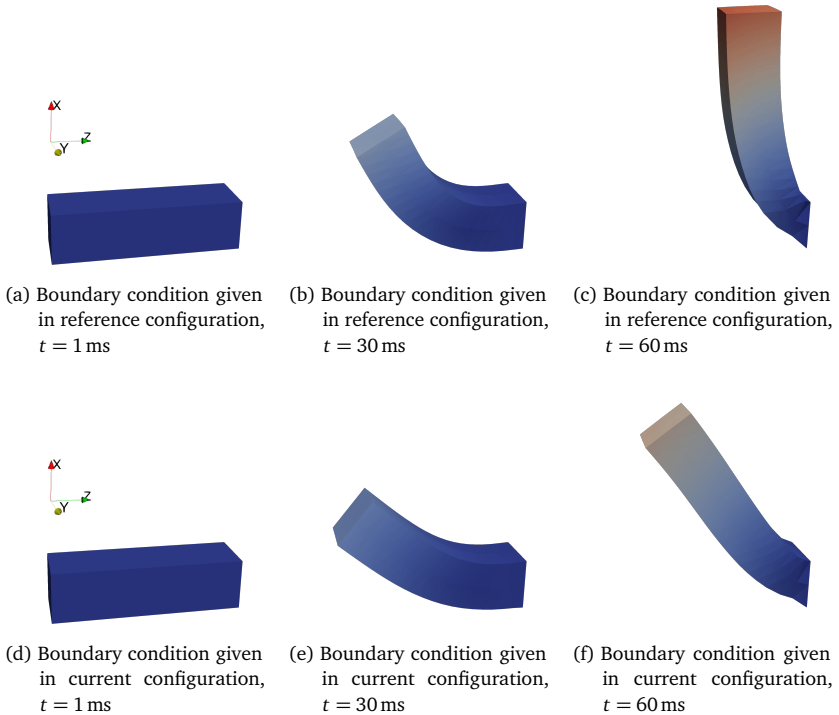 X
Z
Y
(a) Boundary condition given
in reference configuration,
t = 1 ms
(b) Boundary condition given
in reference configuration,
t = 30 ms
(c) Boundary condition given
in reference configuration,
t = 60 ms
X
Z
Y
(d) Boundary condition given
in current configuration,
t = 1 ms
(e) Boundary condition given
in current configuration,
t = 30 ms
(f) Boundary condition given
in current configuration,
t = 60 ms